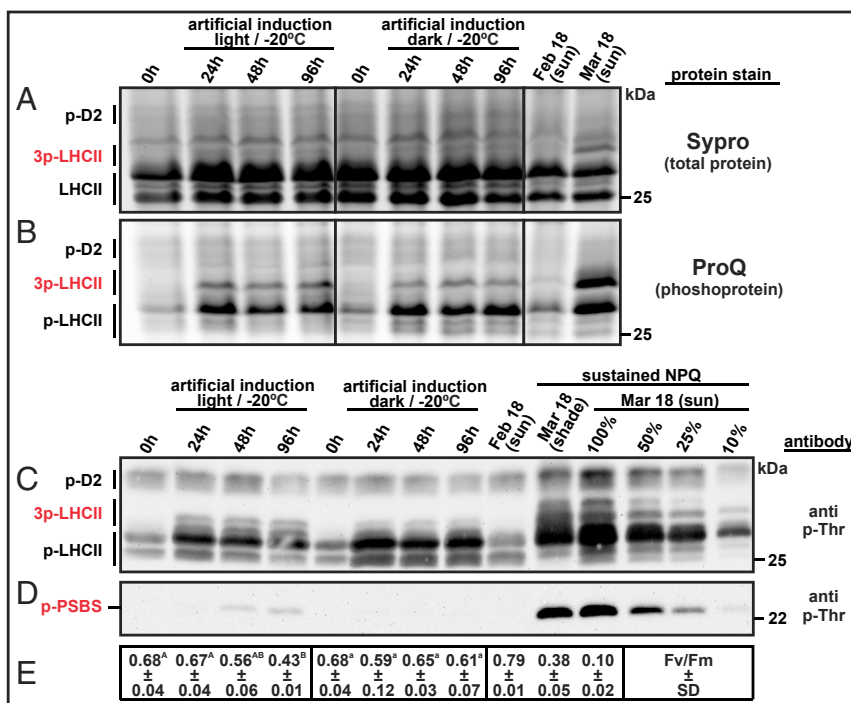 artificial induction
light / -20ºC
artificial induction
dark / -20ºC
0h
24h
48h
96h
0h
24h
48h
96h
Feb 18
(sun)
Mar 18
(sun)
kDa
protein stain
A
p-D2
3p-LHCII
LHCII
Sypro
(total protein)
25
B
p-D2
3p-LHCII
p-LHCII
ProQ
(phoshoprotein)
25
sustained NPQ
artificial induction
light / -20ºC
artificial induction
dark / -20ºC
Mar 18 (sun)
0h
24h
48h
96h
0h
24h
48h
96h
Feb 18
(sun)
Mar 18
(shade)
100%
50%
25%
10%
antibody
kDa
C
p-D2
3p-LHCII
p-LHCII
anti
p-Thr
25
D
p-PSBS
anti
p-Thr
22
E
0.68A 0.67A 0.56AB 0.43B 0.68a 0.59a 0.65a 0.61a 0.79 0.38 0.10 Fv/Fm
± ± ± ± ± ± ± ± ± ± ± ±
0.04 0.04 0.06 0.01 0.04 0.12 0.03 0.07 0.01 0.05 0.02 SD